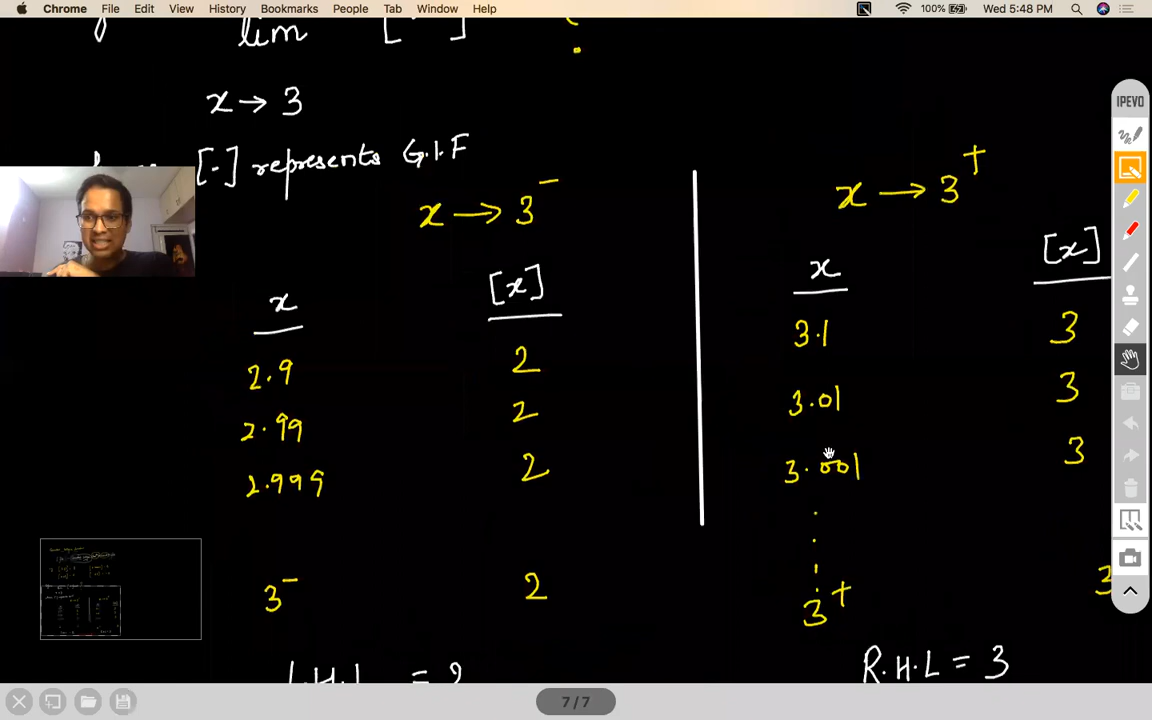 Chrome File Edit View History Bookmarks People Tab Window Help 100% Wed 5:48 PM
lim [ ]
x → 3
[·] represents G.I.F
x → 3⁻
x [x]
2.9 2
2.99 2
2.999 2
3⁻ 2
L.H.L = 2
x → 3⁺
x [x]
3.1 3
3.01 3
3.001 3
3⁺ 3
R.H.L = 3
IPEVO
7/7